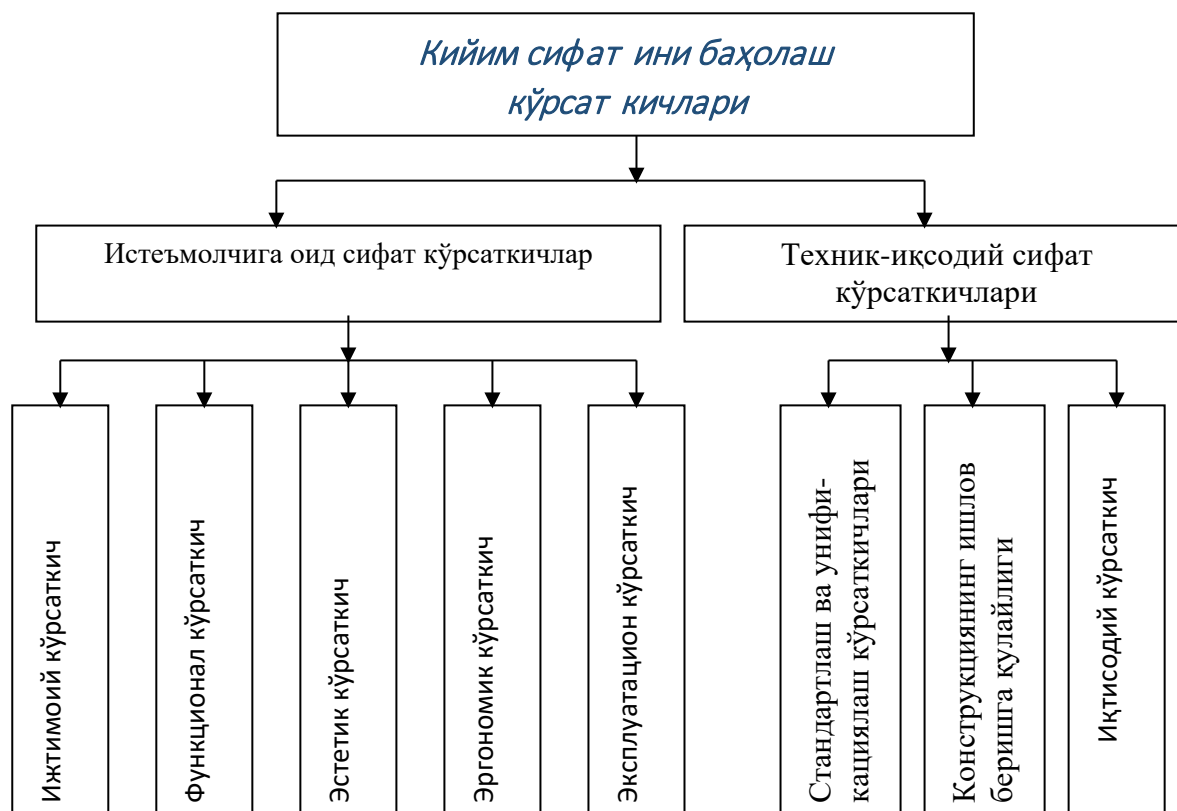 Кийим сифат ини баҳолаш
кўрсат кичлари
Истеъмолчига оид сифат кўрсаткичлар
Техник-иқсодий сифат
кўрсаткичлари
Ижтимоий кўрсаткич
Функционал кўрсаткич
Эстетик кўрсаткич
Эргономик кўрсаткич
Эксплуатацион кўрсаткич
Стандартлаш ва унифи-
кациялаш кўрсаткичлари
Конструкциянинг ишлов
беришга қулайлиги
Иқтисодий кўрсаткич